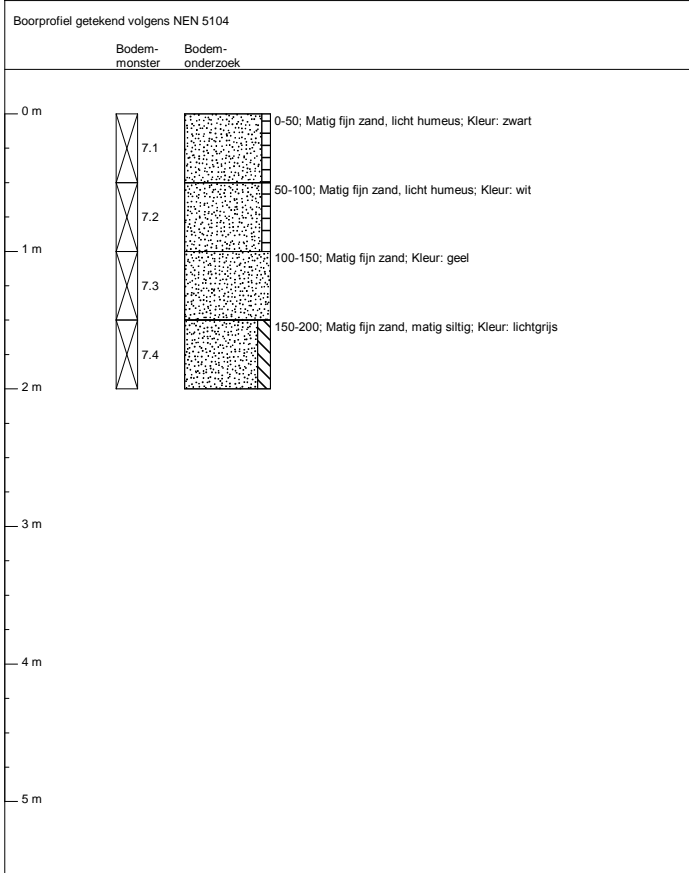 Boorprofiel getekend volgens NEN 5104
Bodem-
monster
Bodem-
onderzoek
0 m
7.1
0-50; Matig fijn zand, licht humeus; Kleur: zwart
7.2
50-100; Matig fijn zand, licht humeus; Kleur: wit
1 m
7.3
100-150; Matig fijn zand; Kleur: geel
7.4
150-200; Matig fijn zand, matig siltig; Kleur: lichtgrijs
2 m
3 m
4 m
5 m